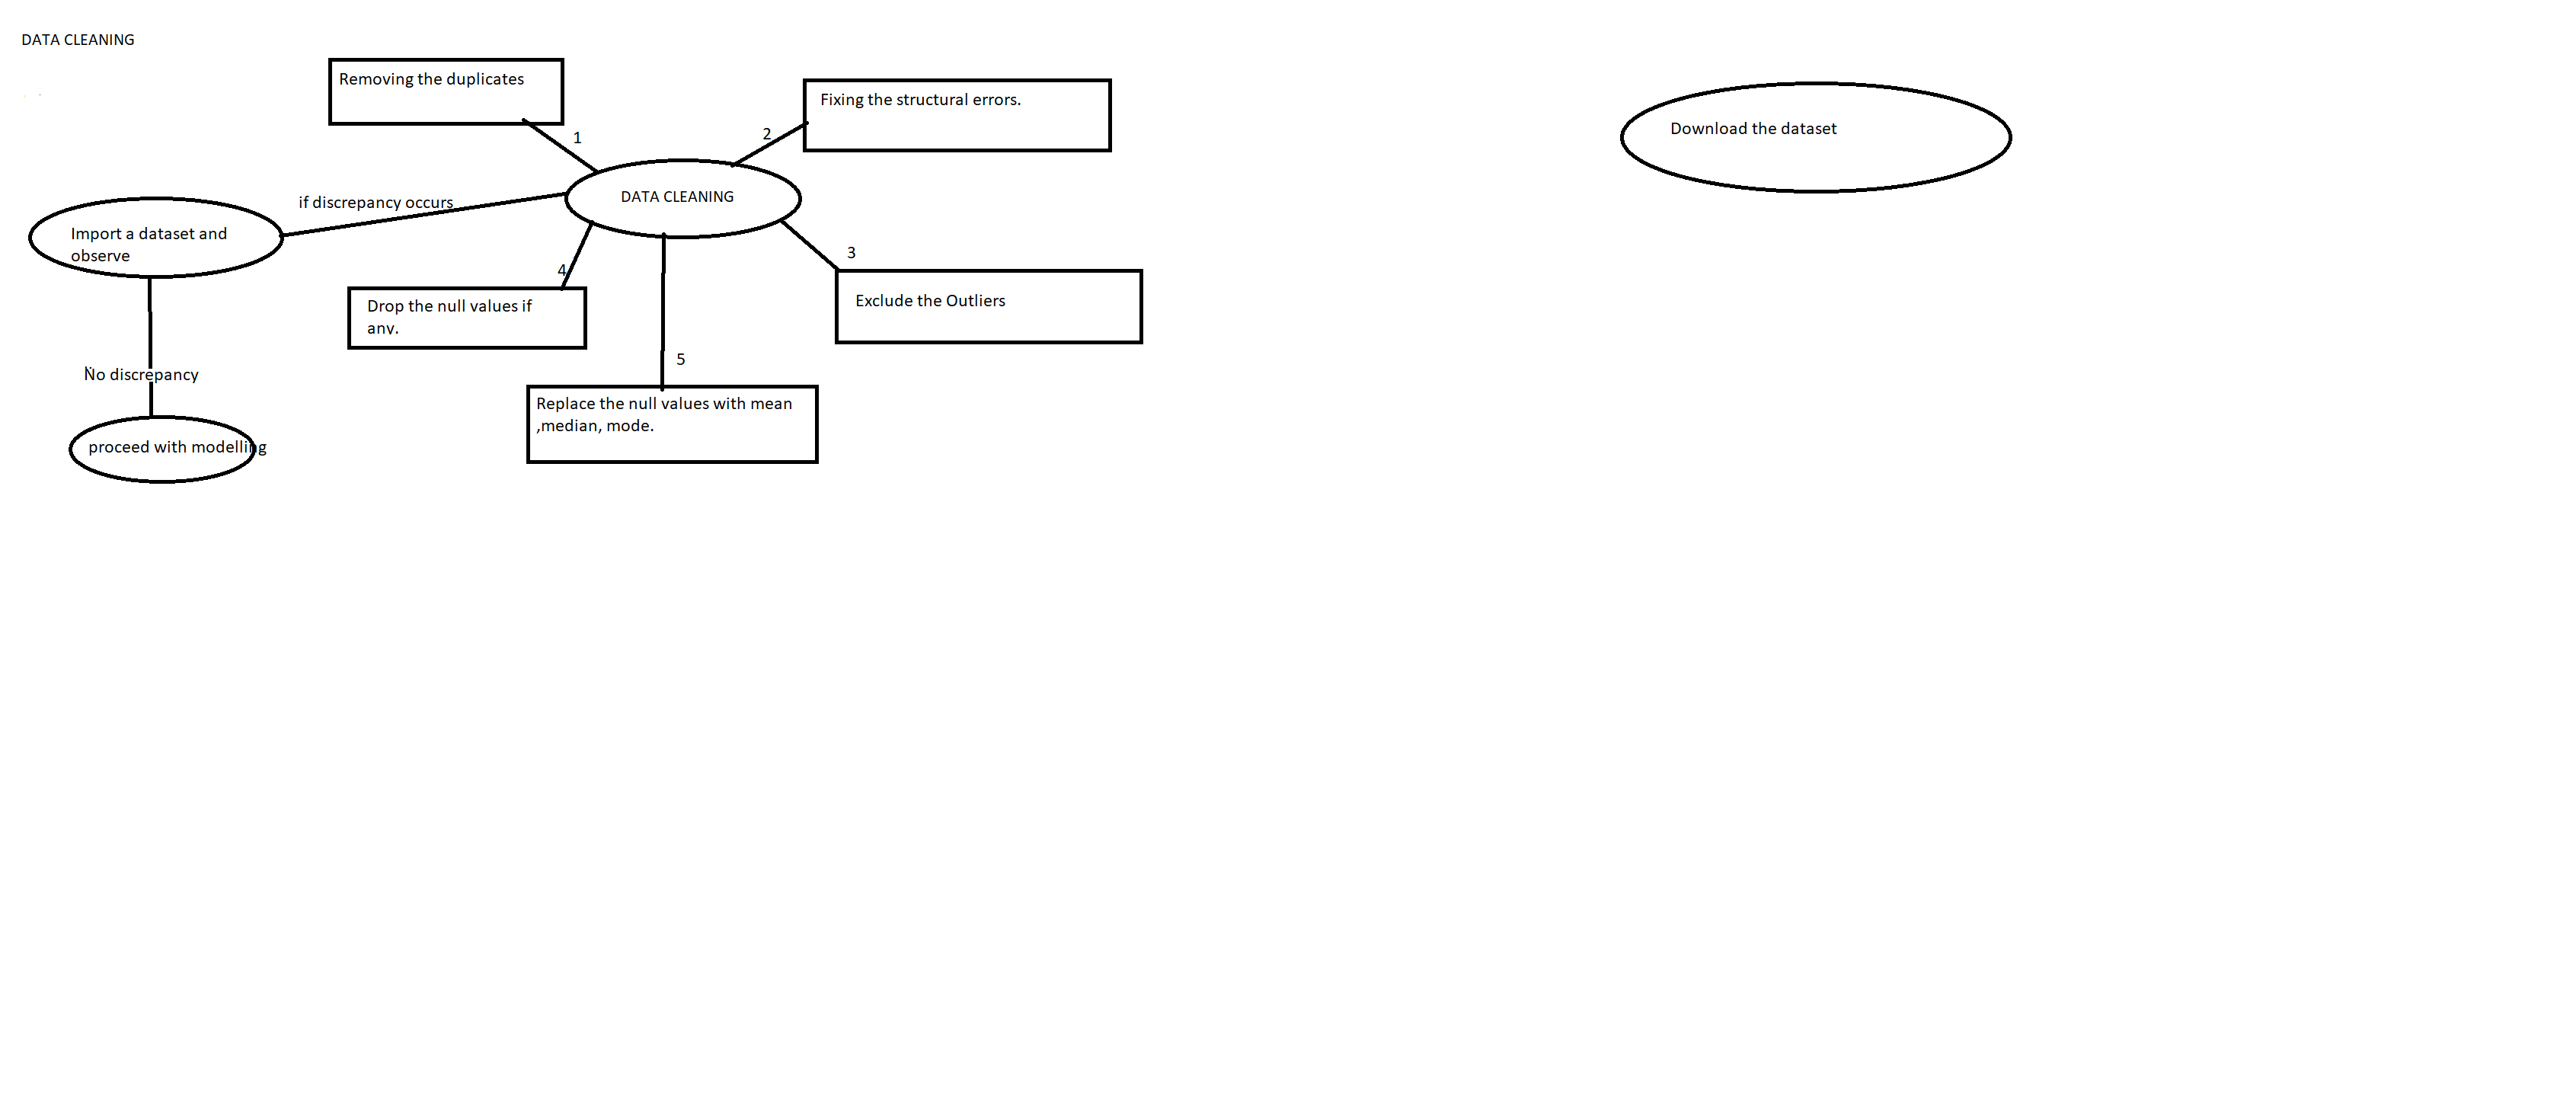 DATA CLEANING
Removing the duplicates
Fixing the structural errors.
Download the dataset
1
2
DATA CLEANING
if discrepancy occurs
Import a dataset and
observe
3
4
Exclude the Outliers
Drop the null values if
any.
5
No discrepancy
Replace the null values with mean
,median, mode.
proceed with modelling